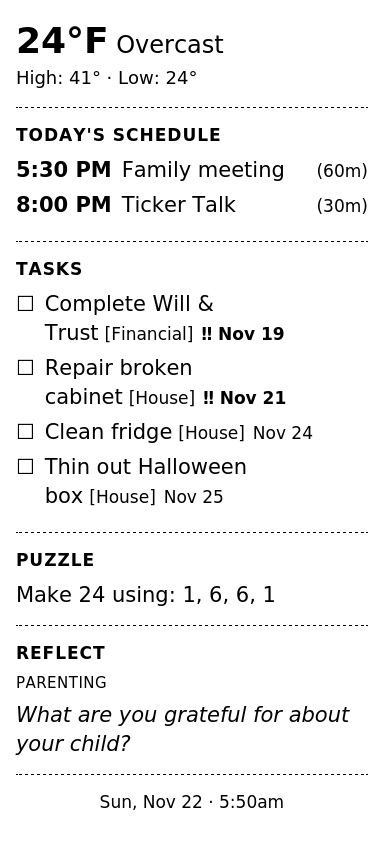 24°F Overcast
High: 41° · Low: 24°
TODAY'S SCHEDULE
5:30 PM Family meeting (60m)
8:00 PM Ticker Talk (30m)
TASKS
☐ Complete Will &
Trust [Financial] ‼ Nov 19
☐ Repair broken
cabinet [House] ‼ Nov 21
☐ Clean fridge [House] Nov 24
☐ Thin out Halloween
box [House] Nov 25
PUZZLE
Make 24 using: 1, 6, 6, 1
REFLECT
PARENTING
What are you grateful for about
your child?
Sun, Nov 22 · 5:50am